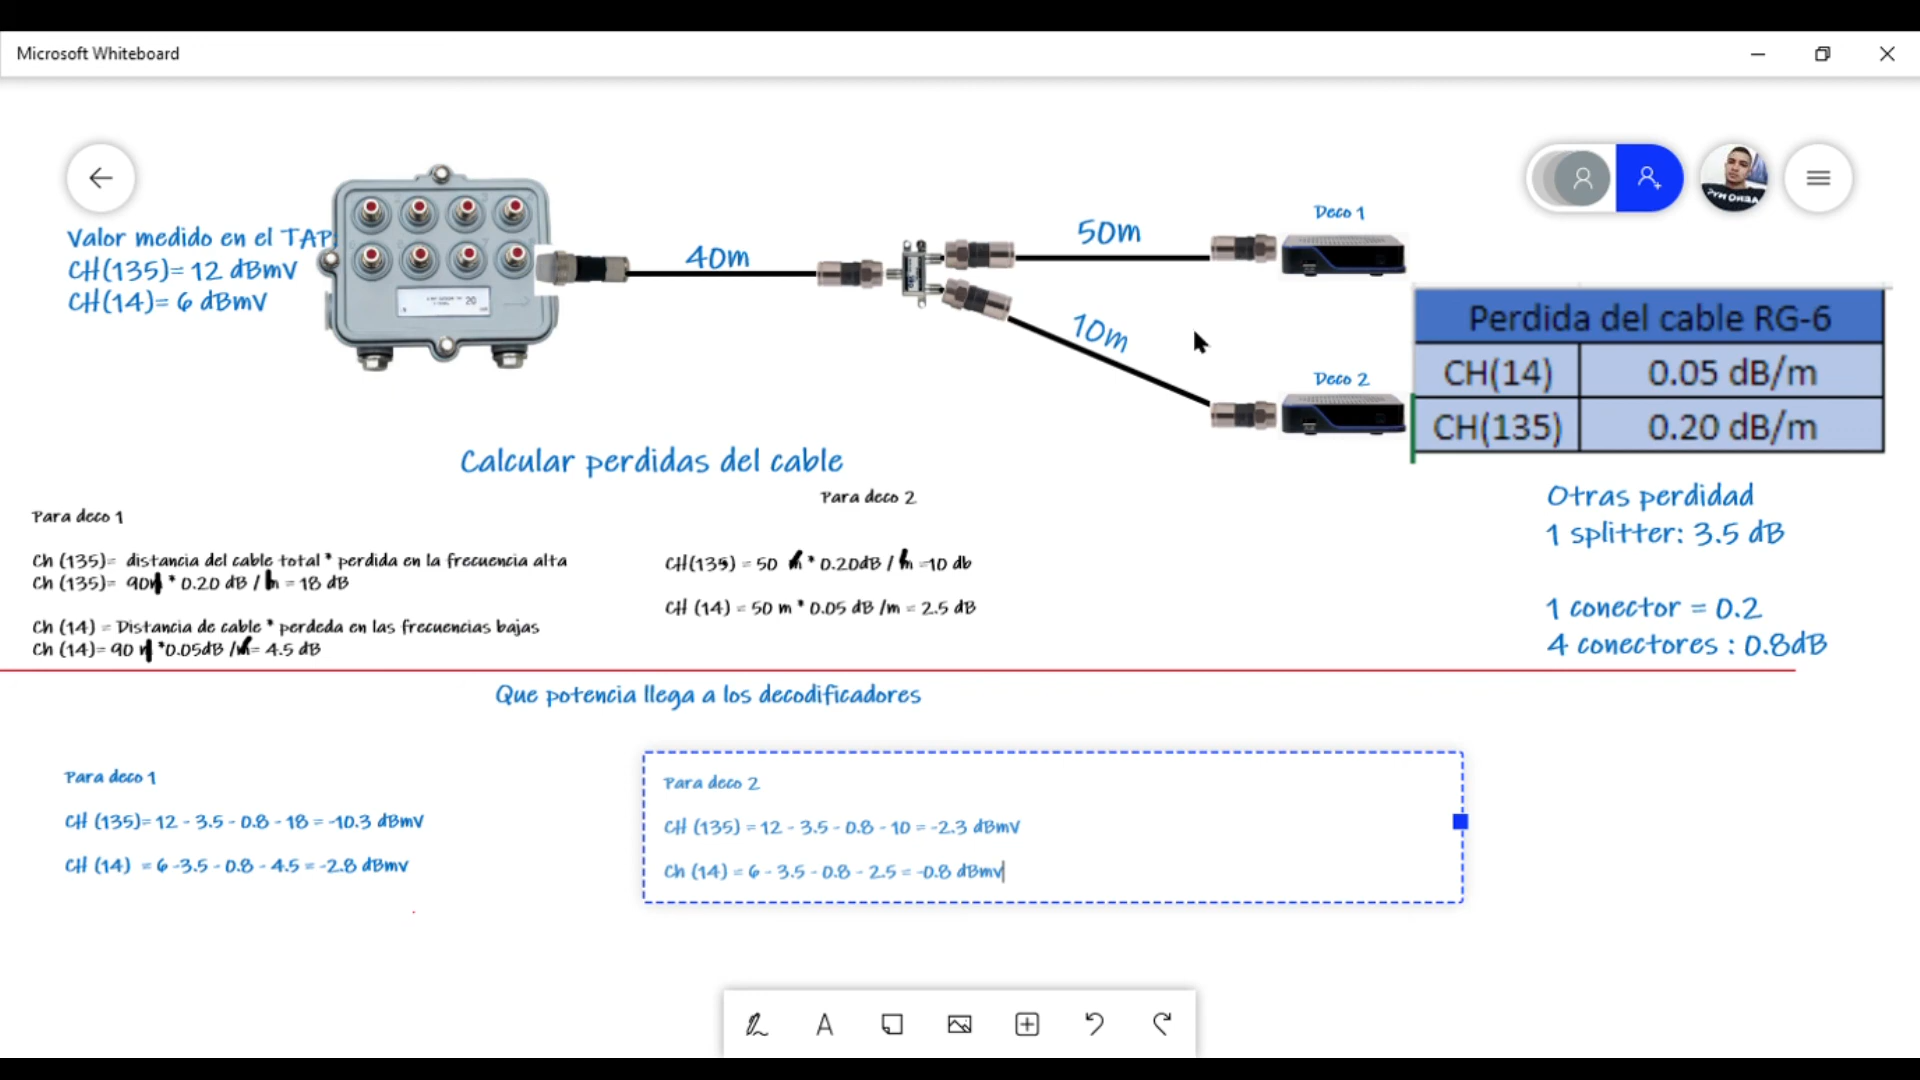 Microsoft Whiteboard
Valor medido en el TAP:
CH(135)= 12 dBmV
CH(14)= 6 dBmV
20
40m
50m
10m
Deco 1
Deco 2
Perdida del cable RG-6
CH(14) 0.05 dB/m
CH(135) 0.20 dB/m
Calcular perdidas del cable
Para deco 1
Ch (135)= distancia del cable total * perdida en la frecuencia alta
Ch (135)= 90m * 0.20 dB / m = 18 dB
Ch (14) = Distancia de cable * perdeda en las frecuencias bajas
Ch (14)= 90 m *0.05dB /m= 4.5 dB
Para deco 2
CH(135) = 50 m * 0.20dB / m =10 db
CH (14) = 50 m * 0.05 dB /m = 2.5 dB
Otras perdidad
1 splitter: 3.5 dB
1 conector = 0.2
4 conectores : 0.8dB
Que potencia llega a los decodificadores
Para deco 1
CH (135)= 12 - 3.5 - 0.8 - 18 = -10.3 dBmv
CH (14) = 6 -3.5 - 0.8 - 4.5 = -2.8 dBmv
Para deco 2
CH (135) = 12 - 3.5 - 0.8 - 10 = -2.3 dBmv
Ch (14) = 6 - 3.5 - 0.8 - 2.5 = -0.8 dBmv